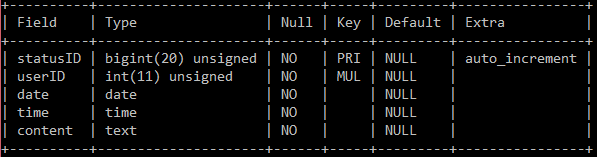 +----------+---------------------+------+-----+---------+----------------+
| Field    | Type                | Null | Key | Default | Extra          |
+----------+---------------------+------+-----+---------+----------------+
| statusID | bigint(20) unsigned | NO   | PRI | NULL    | auto_increment |
| userID   | int(11) unsigned    | NO   | MUL | NULL    |                |
| date     | date                | NO   |     | NULL    |                |
| time     | time                | NO   |     | NULL    |                |
| content  | text                | NO   |     | NULL    |                |
+----------+---------------------+------+-----+---------+----------------+